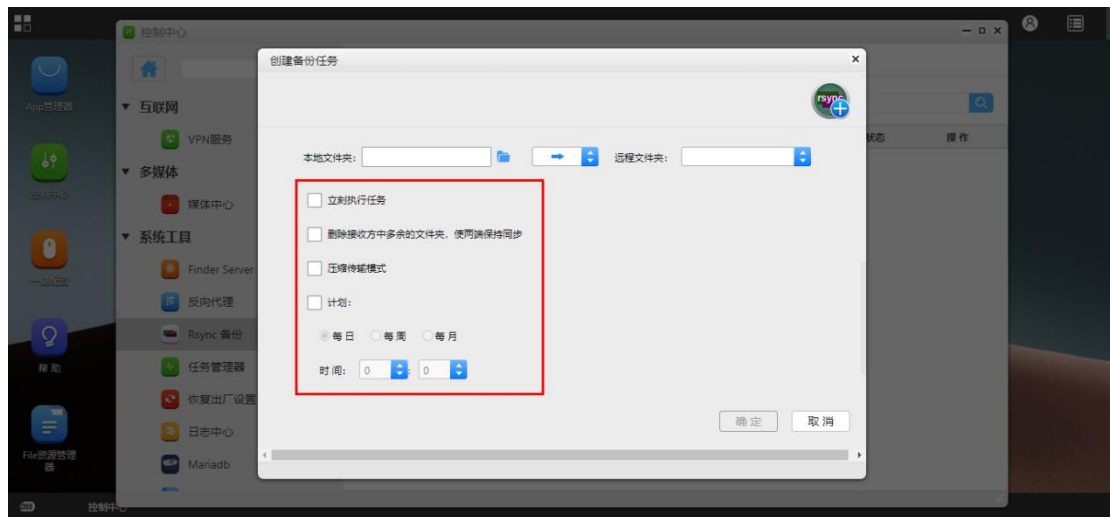 控制中心
创建备份任务
App管理器
互联网
rsync
VPN服务
状态
操作
本地文件夹:
远程文件夹:
多媒体
控制中心
立刻执行任务
媒体中心
删除接收方中多余的文件夹, 使两端保持同步
系统工具
Finder Server
压缩传输模式
反向代理
计划:
Rsync 备份
每日 每周 每月
帮助
任务管理器
时间: 0 : 0
恢复出厂设置
日志中心
确定 取消
File资源管理器
Mariadb
控制中心